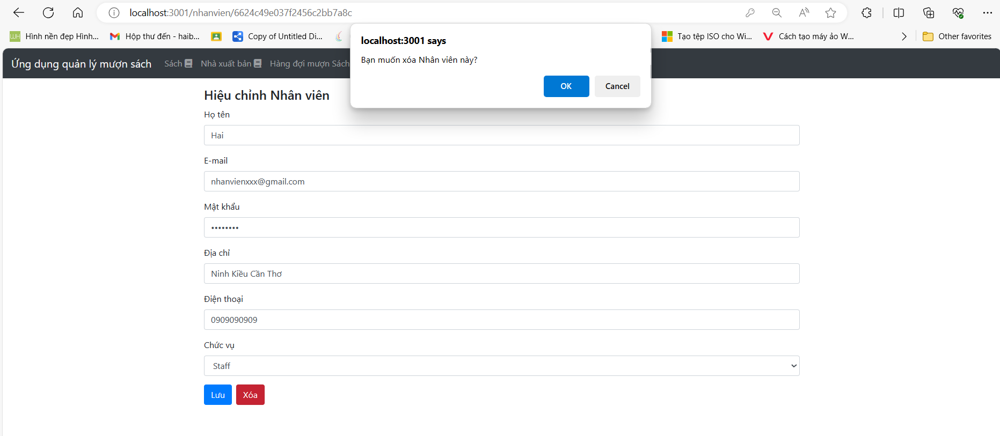 localhost:3001/nhanvien/6624c49e037f2456c2bb7a8c
Hình nền đẹp Hình... Hộp thư đến - haib... Copy of Untitled Di... Tạo tệp ISO cho Wi... Cách tạo máy ảo W... Other favorites
localhost:3001 says
Bạn muốn xóa Nhân viên này?
OK Cancel
Ứng dụng quản lý mượn sách Sách Nhà xuất bản Hàng đợi mượn Sách
Hiệu chỉnh Nhân viên
Họ tên
Hai
E-mail
nhanvienxxx@gmail.com
Mật khẩu
••••••••
Địa chỉ
Ninh Kiều Cần Thơ
Điện thoại
0909090909
Chức vụ
Staff
Lưu Xóa